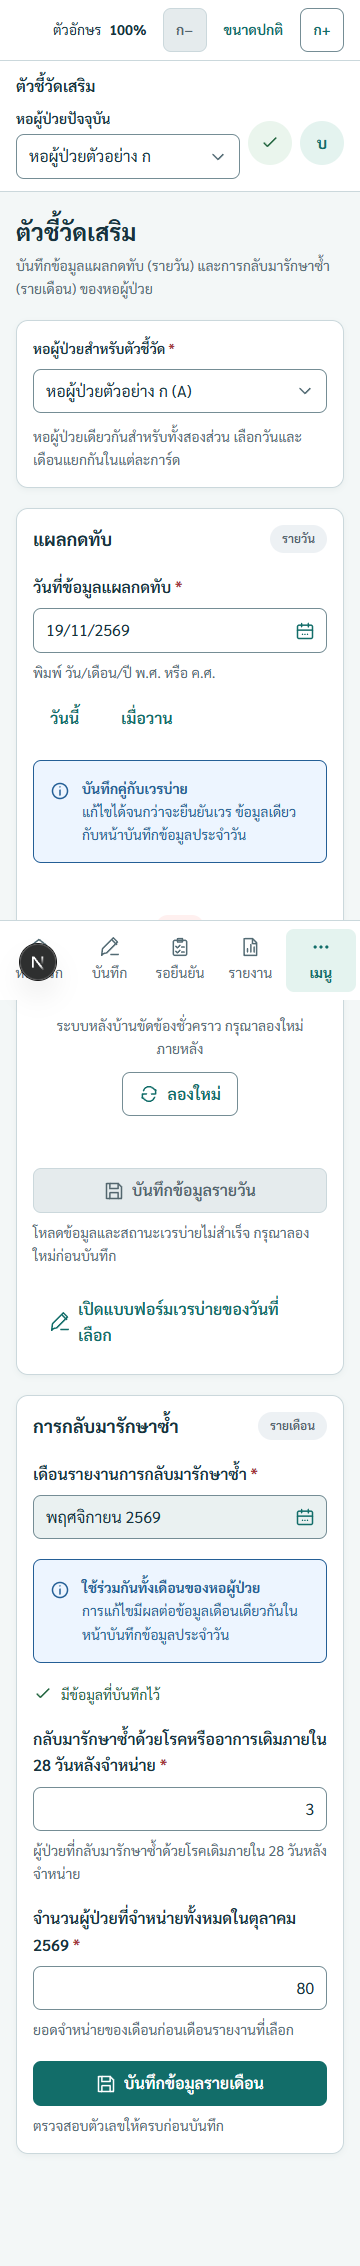 ตัวอักษร 100% ก− ขนาดปกติ ก+
ตัวชี้วัดเสริม
หอผู้ป่วยปัจจุบัน
หอผู้ป่วยตัวอย่าง ก
บ
ตัวชี้วัดเสริม
บันทึกข้อมูลแผลกดทับ (รายวัน) และการกลับมารักษาซ้ำ
(รายเดือน) ของหอผู้ป่วย
หอผู้ป่วยสำหรับตัวชี้วัด *
หอผู้ป่วยตัวอย่าง ก (A)
หอผู้ป่วยเดียวกันสำหรับทั้งสองส่วน เลือกวันและ
เดือนแยกกันในแต่ละการ์ด
แผลกดทับ รายวัน
วันที่ข้อมูลแผลกดทับ *
19/11/2569
พิมพ์ วัน/เดือน/ปี พ.ศ. หรือ ค.ศ.
วันนี้ เมื่อวาน
บันทึกคู่กับเวรบ่าย
แก้ไขได้จนกว่าจะยืนยันเวร ข้อมูลเดียว
กับหน้าบันทึกข้อมูลประจำวัน
N บันทึก รอยืนยัน รายงาน เมนู
ระบบหลังบ้านขัดข้องชั่วคราว กรุณาลองใหม่
ภายหลัง
ลองใหม่
บันทึกข้อมูลรายวัน
โหลดข้อมูลและสถานะเวรบ่ายไม่สำเร็จ กรุณาลอง
ใหม่ก่อนบันทึก
เปิดแบบฟอร์มเวรบ่ายของวันที่
เลือก
การกลับมารักษาซ้ำ รายเดือน
เดือนรายงานการกลับมารักษาซ้ำ *
พฤศจิกายน 2569
ใช้ร่วมกันทั้งเดือนของหอผู้ป่วย
การแก้ไขมีผลต่อข้อมูลเดือนเดียวกันใน
หน้าบันทึกข้อมูลประจำวัน
มีข้อมูลที่บันทึกไว้
กลับมารักษาซ้ำด้วยโรคหรืออาการเดิมภายใน
28 วันหลังจำหน่าย *
3
ผู้ป่วยที่กลับมารักษาซ้ำด้วยโรคเดิมภายใน 28 วันหลัง
จำหน่าย
จำนวนผู้ป่วยที่จำหน่ายทั้งหมดในตุลาคม
2569 *
80
ยอดจำหน่ายของเดือนก่อนเดือนรายงานที่เลือก
บันทึกข้อมูลรายเดือน
ตรวจสอบตัวเลขให้ครบก่อนบันทึก